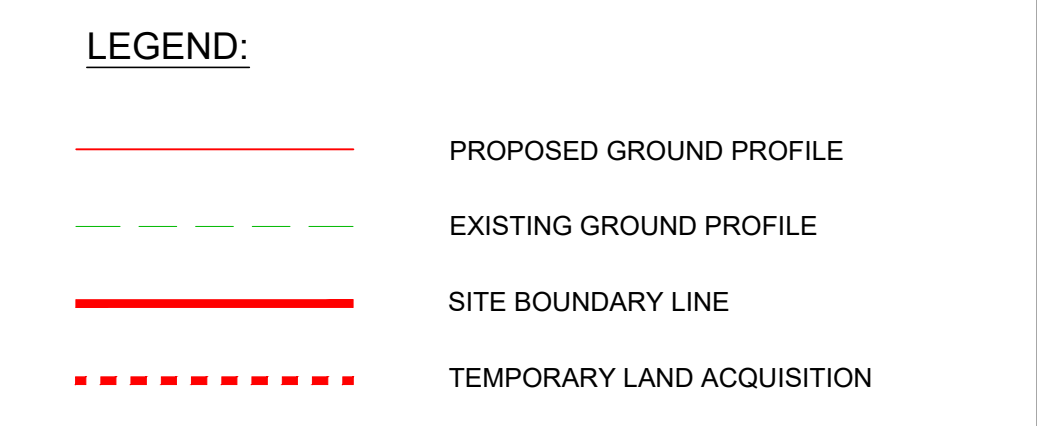 LEGEND:
PROPOSED GROUND PROFILE
EXISTING GROUND PROFILE
SITE BOUNDARY LINE
TEMPORARY LAND ACQUISITION